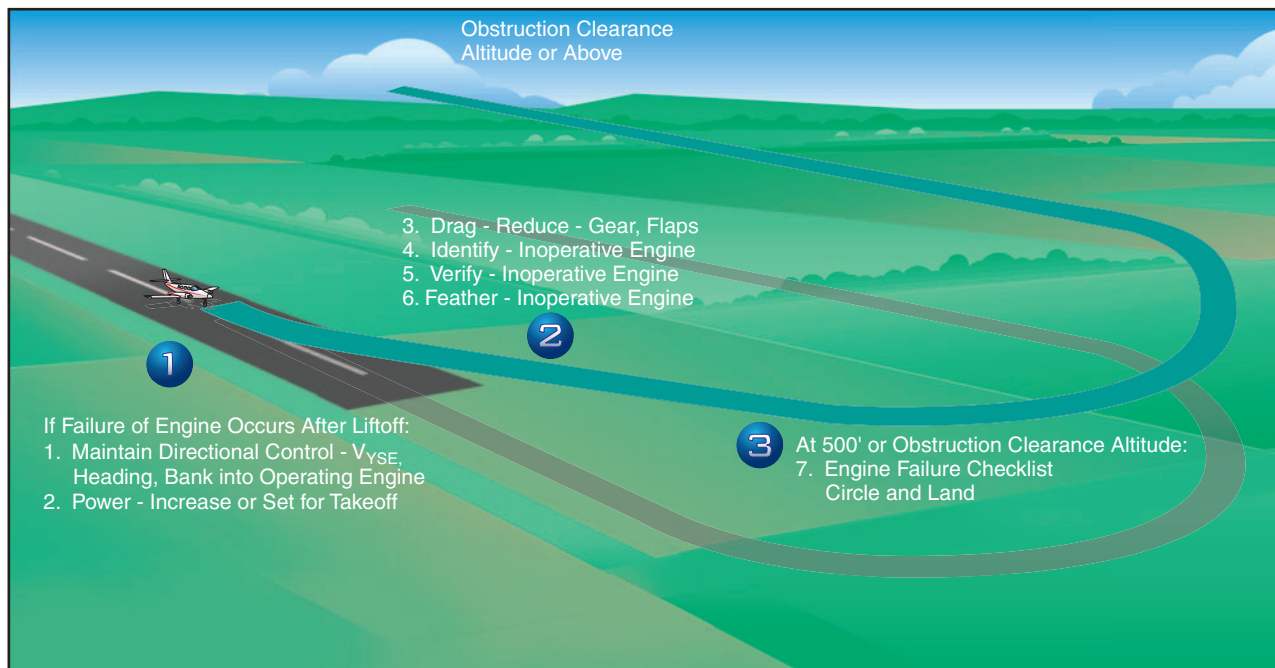 Obstruction Clearance
Altitude or Above
3. Drag - Reduce - Gear, Flaps
4. Identify - Inoperative Engine
5. Verify - Inoperative Engine
6. Feather - Inoperative Engine
2
1
If Failure of Engine Occurs After Liftoff:
1. Maintain Directional Control - VYSE,
Heading, Bank into Operating Engine
2. Power - Increase or Set for Takeoff
3
At 500' or Obstruction Clearance Altitude:
7. Engine Failure Checklist
Circle and Land